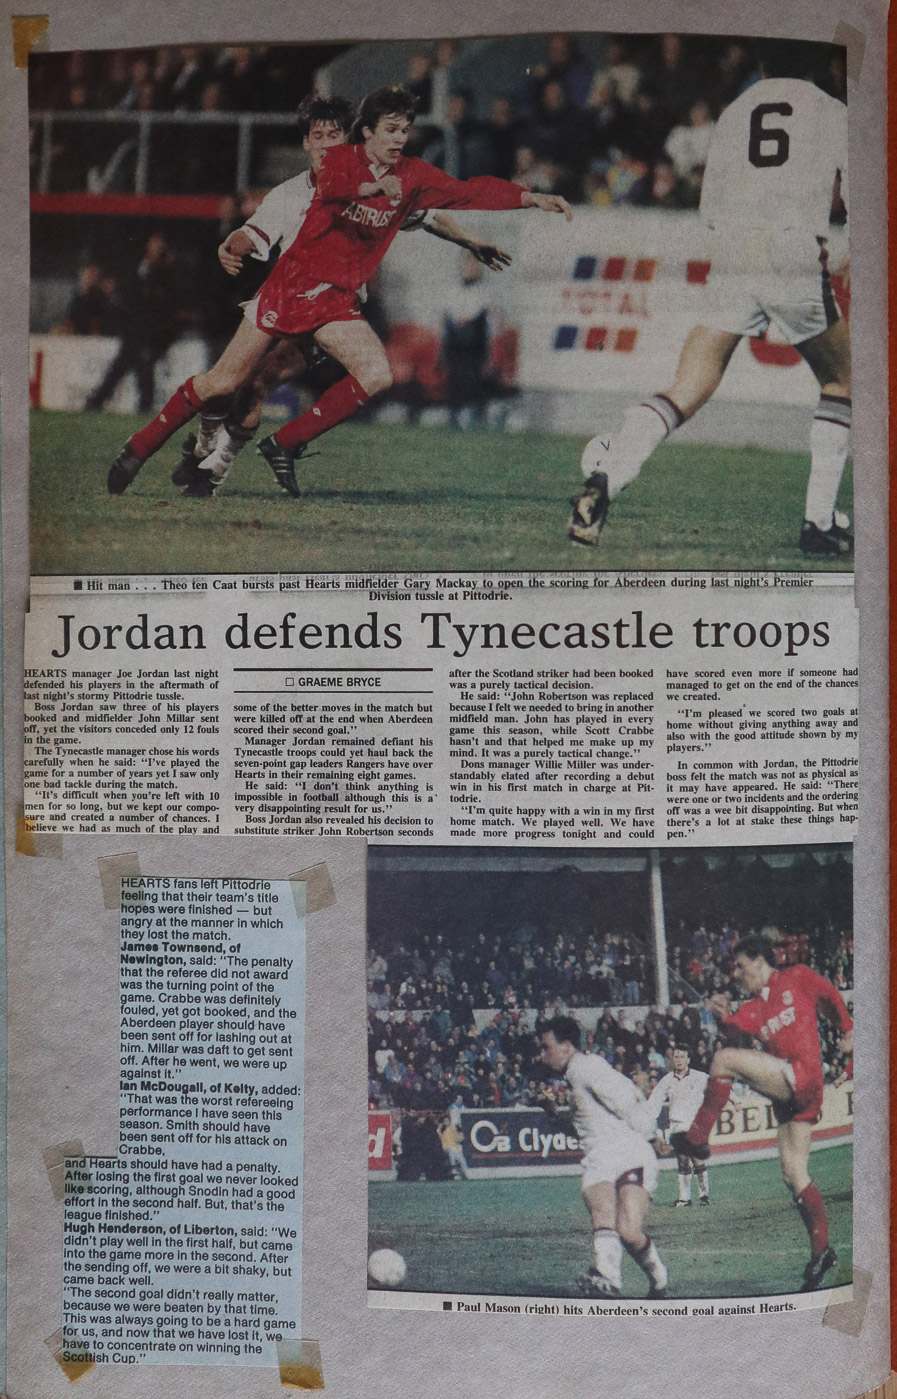 6
ABTRUST
TOTAL
■ Hit man . . . Theo ten Caat bursts past Hearts midfielder Gary Mackay to open the scoring for Aberdeen during last night's Premier
Division tussle at Pittodrie.
Jordan defends Tynecastle troops
HEARTS manager Joe Jordan last night
defended his players in the aftermath of
last night's stormy Pittodrie tussle.
Boss Jordan saw three of his players
booked and midfielder John Millar sent
off, yet the visitors conceded only 12 fouls
in the game.
The Tynecastle manager chose his words
carefully when he said: "I've played the
game for a number of years yet I saw only
one bad tackle during the match.
"It's difficult when you're left with 10
men for so long, but we kept our compo-
sure and created a number of chances. I
believe we had as much of the play and
□ GRAEME BRYCE
some of the better moves in the match but
were killed off at the end when Aberdeen
scored their second goal."
Manager Jordan remained defiant his
Tynecastle troops could yet haul back the
seven-point gap leaders Rangers have over
Hearts in their remaining eight games.
He said: "I don't think anything is
impossible in football although this is a
very disappointing result for us."
Boss Jordan also revealed his decision to
substitute striker John Robertson seconds
after the Scotland striker had been booked
was a purely tactical decision.
He said: "John Robertson was replaced
because I felt we needed to bring in another
midfield man. John has played in every
game this season, while Scott Crabbe
hasn't and that helped me make up my
mind. It was a purely tactical change."
Dons manager Willie Miller was under-
standably elated after recording a debut
win in his first match in charge at Pit-
todrie.
"I'm quite happy with a win in my first
home match. We played well. We have
made more progress tonight and could
have scored even more if someone had
managed to get on the end of the chances
we created.
"I'm pleased we scored two goals at
home without giving anything away and
also with the good attitude shown by my
players."
In common with Jordan, the Pittodrie
boss felt the match was not as physical as
it may have appeared. He said: "There
were one or two incidents and the ordering
off was a wee bit disappointing. But when
there's a lot at stake these things hap-
pen."
HEARTS fans left Pittodrie
feeling that their team's title
hopes were finished — but
angry at the manner in which
they lost the match.
James Townsend, of
Newington, said: "The penalty
that the referee did not award
was the turning point of the
game. Crabbe was definitely
fouled, yet got booked, and the
Aberdeen player should have
been sent off for lashing out at
him. Millar was daft to get sent
off. After he went, we were up
against it."
Ian McDougall, of Kelty, added:
"That was the worst refereeing
performance I have seen this
season. Smith should have
been sent off for his attack on
Crabbe,
and Hearts should have had a penalty.
After losing the first goal we never looked
like scoring, although Snodin had a good
effort in the second half. But, that's the
league finished."
Hugh Henderson, of Liberton, said: "We
didn't play well in the first half, but came
into the game more in the second. After
the sending off, we were a bit shaky, but
came back well.
"The second goal didn't really matter,
because we were beaten by that time.
This was always going to be a hard game
for us, and now that we have lost it, we
have to concentrate on winning the
Scottish Cup."
Clyde
BELL
■ Paul Mason (right) hits Aberdeen's second goal against Hearts.